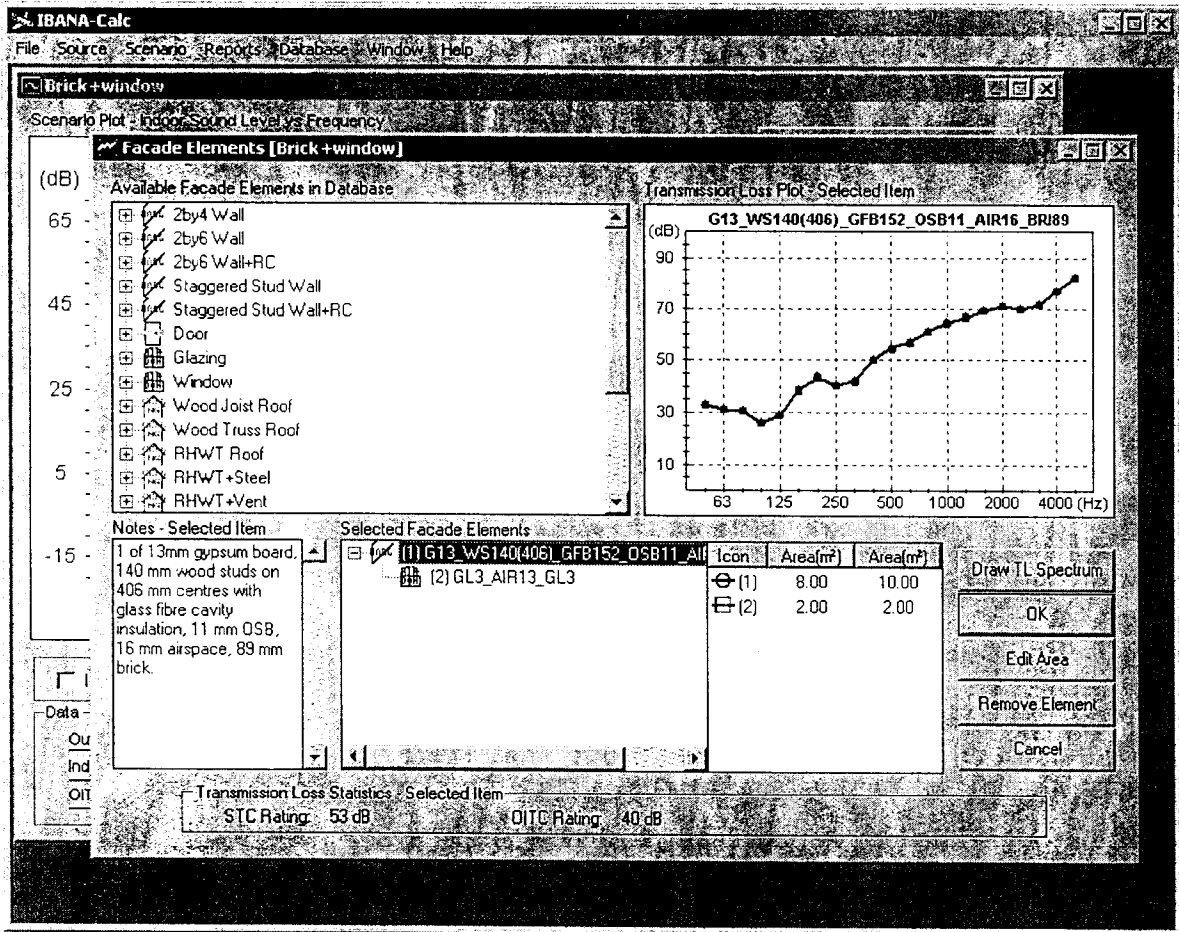 IBANA-Calc
File Source Scenario Reports Database Window Help
Brick+window
Scenario Plot - Indoor Sound Level vs Frequency
Facade Elements [Brick+window]
(dB)
65
45
25
5
-15
Available Facade Elements in Database
2by4 Wall
2by6 Wall
2by6 Wall+RC
Staggered Stud Wall
Staggered Stud Wall+RC
Door
Glazing
Window
Wood Joist Roof
Wood Truss Roof
RHWT Roof
RHWT+Steel
RHWT+Vent
Transmission Loss Plot - Selected Item
G13_WS140(406)_GFB152_OSB11_AIR16_BRI89
(dB)
90
70
50
30
10
63 125 250 500 1000 2000 4000 (Hz)
Notes - Selected Item
1 of 13mm gypsum board,
140 mm wood studs on
406 mm centres with
glass fibre cavity
insulation, 11 mm OSB,
16 mm airspace, 89 mm
brick.
Selected Facade Elements
(1) G13_WS140(406)_GFB152_OSB11_AI
(2) GL3_AIR13_GL3
Icon Area(m²) Area(m²)
(1) 8.00 10.00
(2) 2.00 2.00
Draw TL Spectrum
OK
Edit Area
Remove Element
Cancel
Data
Ou
Ind
OIT
Transmission Loss Statistics - Selected Item
STC Rating: 53 dB OITC Rating: 40 dB